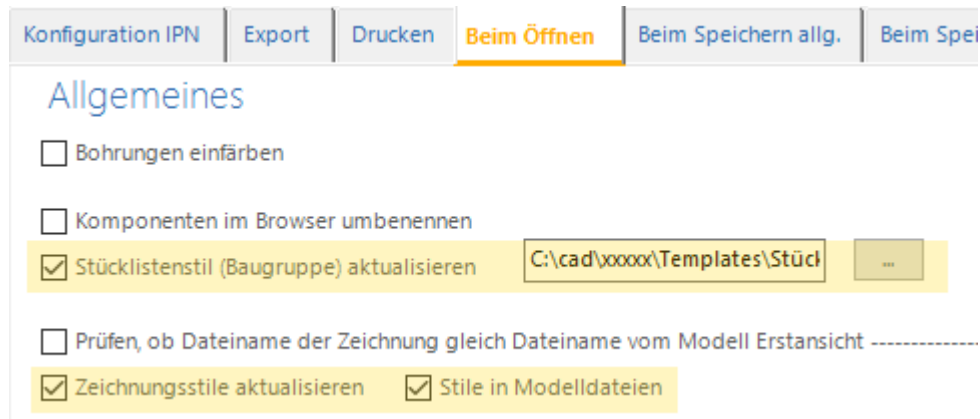 Konfiguration IPN Export Drucken Beim Öffnen Beim Speichern allg. Beim Spei
Allgemeines
Bohrungen einfärben
Komponenten im Browser umbenennen
Stücklistenstil (Baugruppe) aktualisieren C:\cad\xxxxx\Templates\Stück ...
Prüfen, ob Dateiname der Zeichnung gleich Dateiname vom Modell Erstansicht --------------
Zeichnungsstile aktualisieren Stile in Modelldateien